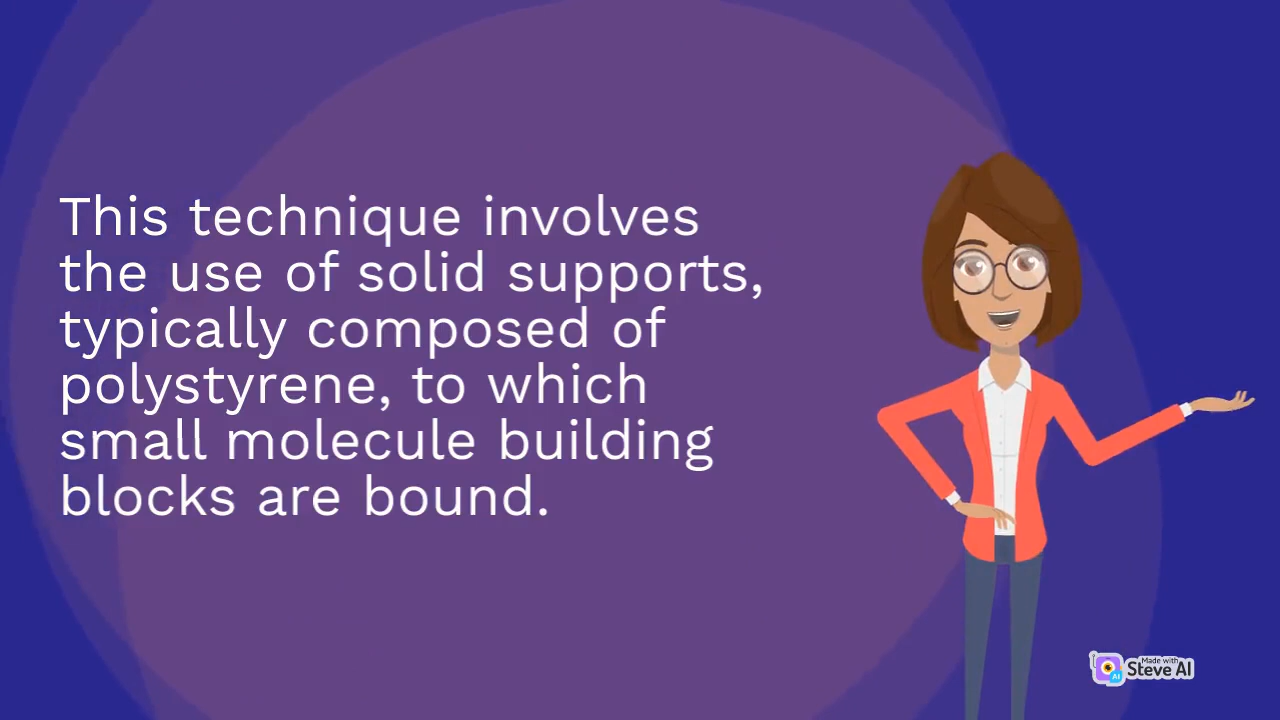 This technique involves
the use of solid supports,
typically composed of
polystyrene, to which
small molecule building
blocks are bound.
Made with
Steve AI
AI